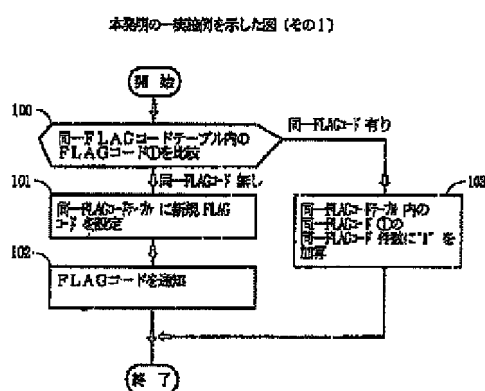 本発明の一実施例を示した図(その1)
開 始
100
同一FLAGコードテーブル内の
FLAGコード①を比較
同一FLAGコード有り
同一FLAGコード 無し
101
同一FLAGコードテーブル に新規 FLAG
コード を設定
102
FLAGコードを通知
103
同一FLAGコードテーブル 内の
同一FLAGコード ①の
同一FLAGコード 件数に"1" を
加算
終 了